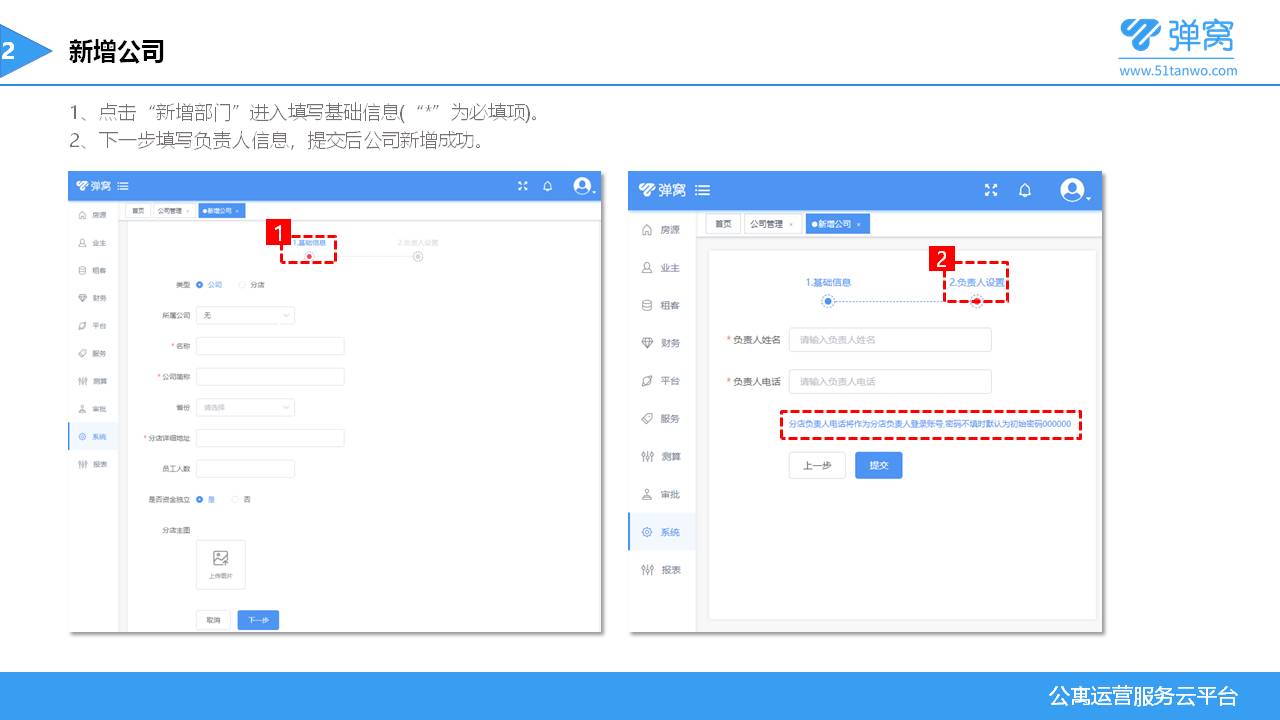 2
新增公司
弹窝
www.51tanwo.com
1、点击“新增部门”进入填写基础信息(“*”为必填项)。
2、下一步填写负责人信息，提交后公司新增成功。
弹窝
首页
公司管理 ×
新增公司 ×
房源
业主
租客
财务
平台
服务
测算
审批
系统
报表
1
1.基础信息
2.负责人设置
类型 公司 分店
所属公司 无
* 名称
* 公司简称
省份 请选择
* 分店详细地址
员工人数
是否资金独立 是 否
分店主图
上传图片
取消 下一步
弹窝
首页
公司管理 ×
新增公司 ×
房源
业主
租客
财务
平台
服务
测算
审批
系统
报表
2
1.基础信息
2.负责人设置
* 负责人姓名 请输入负责人姓名
* 负责人电话 请输入负责人电话
分店负责人电话将作为分店负责人登录账号,密码不填时默认为初始密码000000
上一步 提交
公寓运营服务云平台